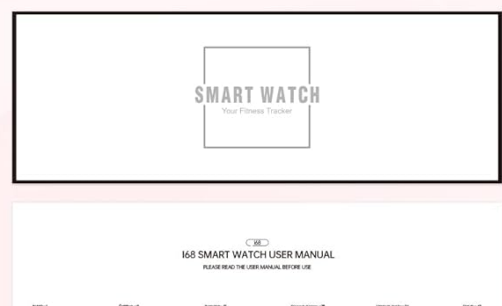 SMART WATCH
Your Fitness Tracker
I68
I68 SMART WATCH USER MANUAL
PLEASE READ THE USER MANUAL BEFORE USE